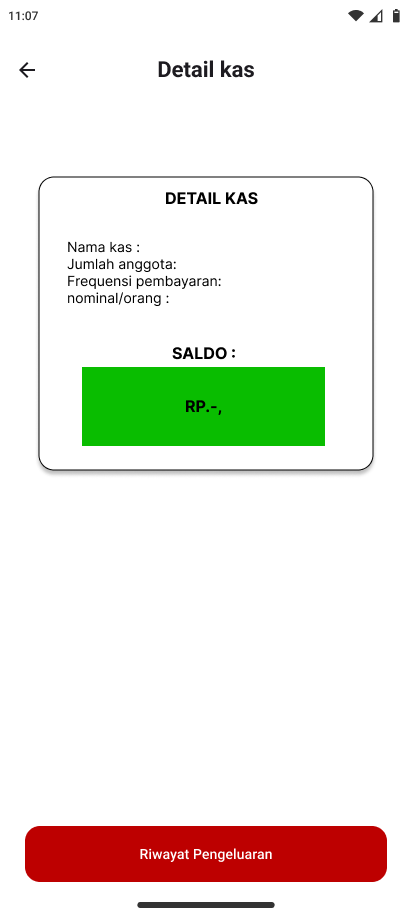 11:07
Detail kas
DETAIL KAS
Nama kas :
Jumlah anggota:
Frequensi pembayaran:
nominal/orang :
SALDO :
RP.-,
Riwayat Pengeluaran